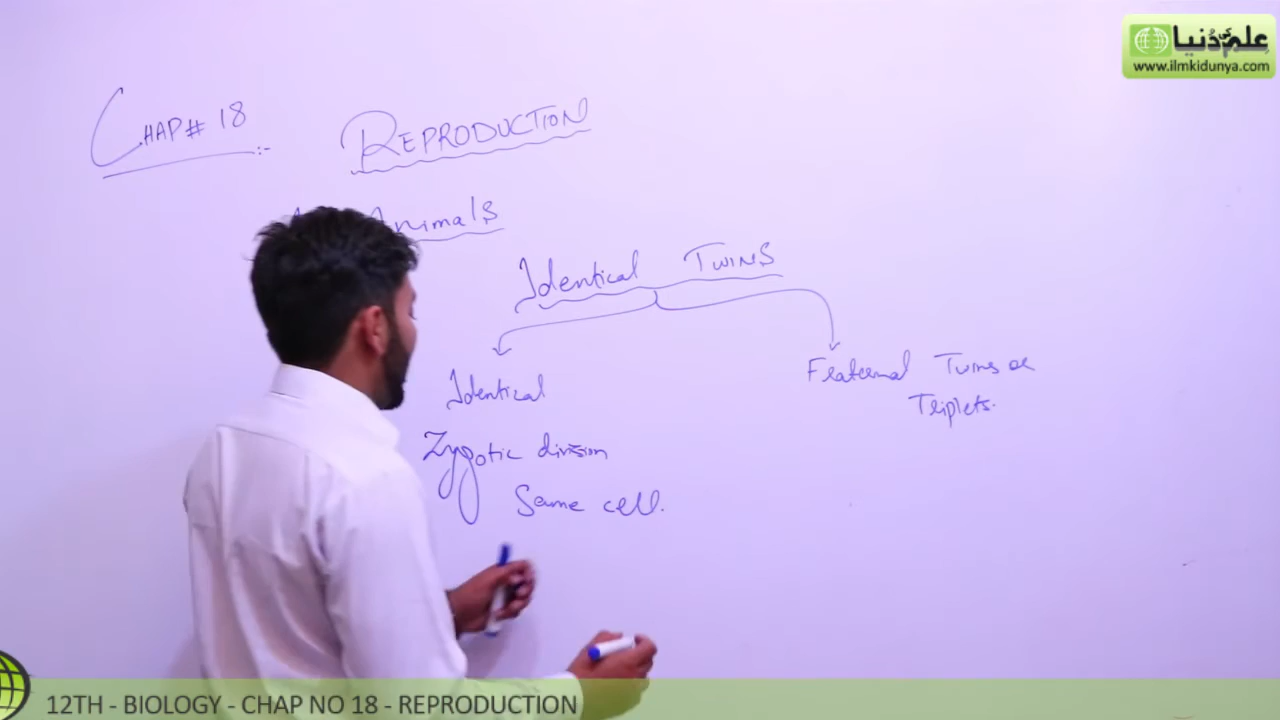 علم کی دُنیا
www.ilmkidunya.com
CHAP# 18 :-
REPRODUCTION
Animals
Identical TWINS
Identical
Fraternal Twins or
Triplets.
Zygotic division
Same cell.
12TH - BIOLOGY - CHAP NO 18 - REPRODUCTION